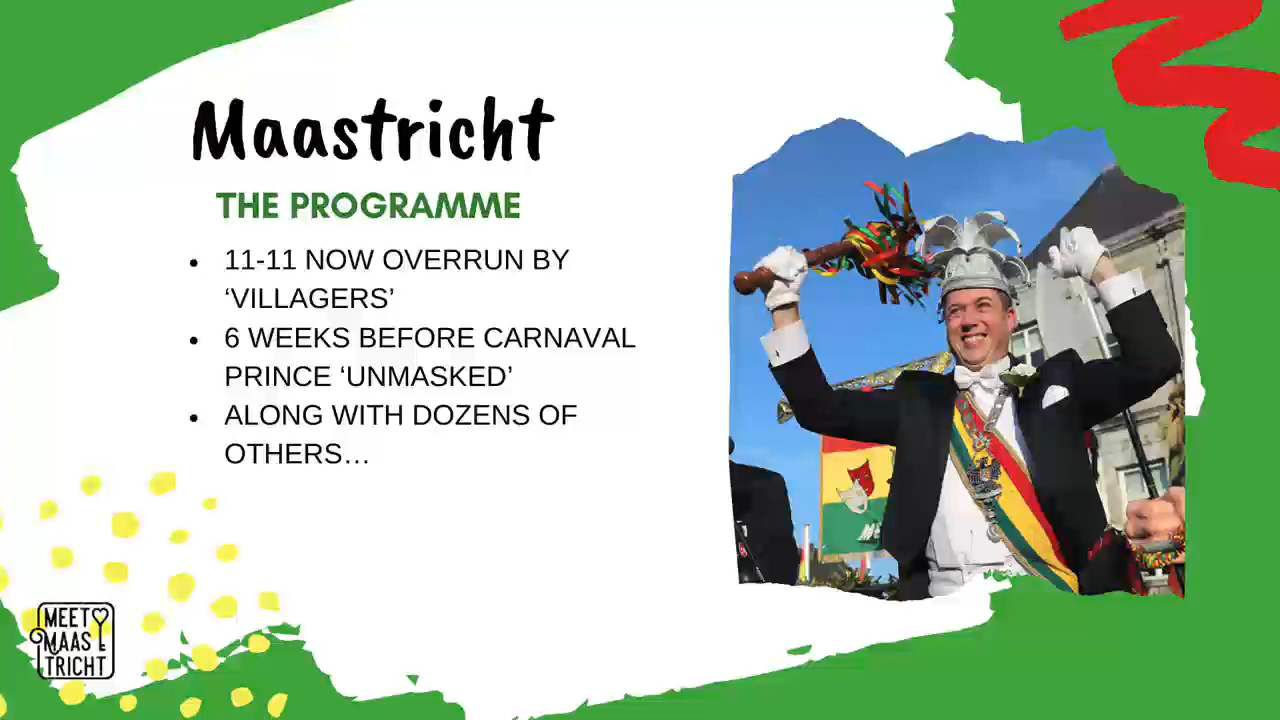 Maastricht
THE PROGRAMME
• 11-11 NOW OVERRUN BY
‘VILLAGERS’
• 6 WEEKS BEFORE CARNAVAL
PRINCE ‘UNMASKED’
• ALONG WITH DOZENS OF
OTHERS…
MEET
MAAS
TRICHT